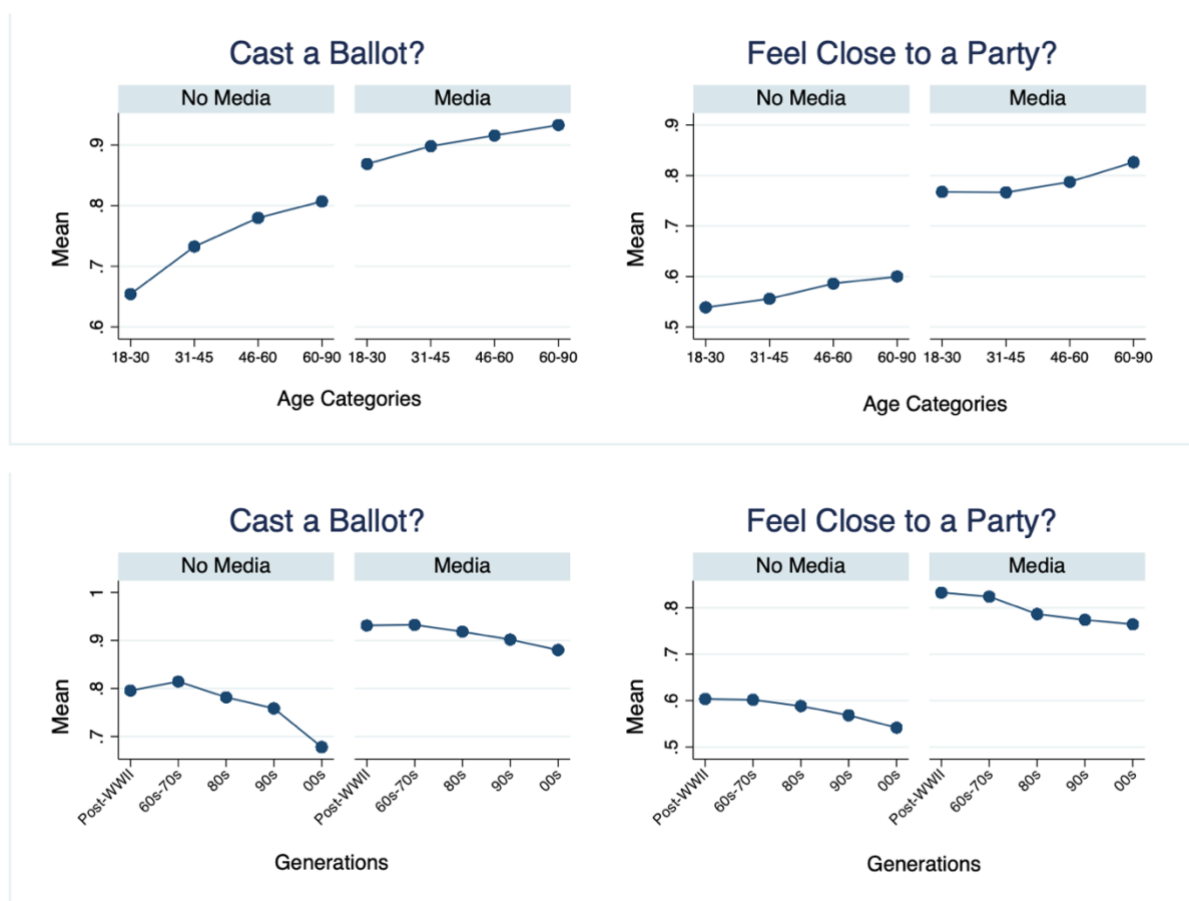 Cast a Ballot?
No Media Media
Mean
.9
.8
.7
.6
18-30 31-45 46-60 60-90 18-30 31-45 46-60 60-90
Age Categories
Feel Close to a Party?
No Media Media
Mean
.9
.8
.7
.6
.5
18-30 31-45 46-60 60-90 18-30 31-45 46-60 60-90
Age Categories
Cast a Ballot?
No Media Media
Mean
1
.9
.8
.7
Post-WWII 60s-70s 80s 90s 00s Post-WWII 60s-70s 80s 90s 00s
Generations
Feel Close to a Party?
No Media Media
Mean
.8
.7
.6
.5
Post-WWII 60s-70s 80s 90s 00s Post-WWII 60s-70s 80s 90s 00s
Generations